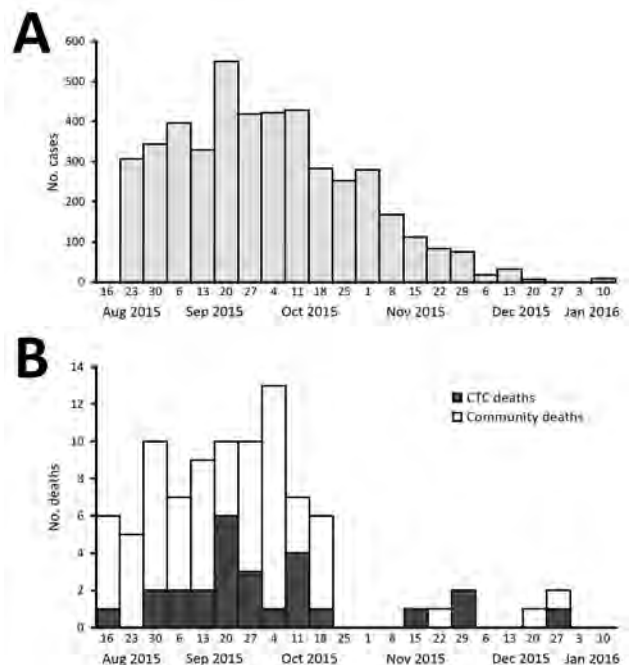 A
600
500
400
300
200
100
0
No. cases
16 23 30 6 13 20 27 4 11 18 25 1 8 15 22 29 6 13 20 27 3 10
Aug 2015 Sep 2015 Oct 2015 Nov 2015 Dec 2015 Jan 2016
B
14
12
10
8
6
4
2
0
No. deaths
CTC deaths
Community deaths
16 23 30 6 13 20 27 4 11 18 25 1 8 15 22 29 6 13 20 27 3 10
Aug 2015 Sep 2015 Oct 2015 Nov 2015 Dec 2015 Jan 2016